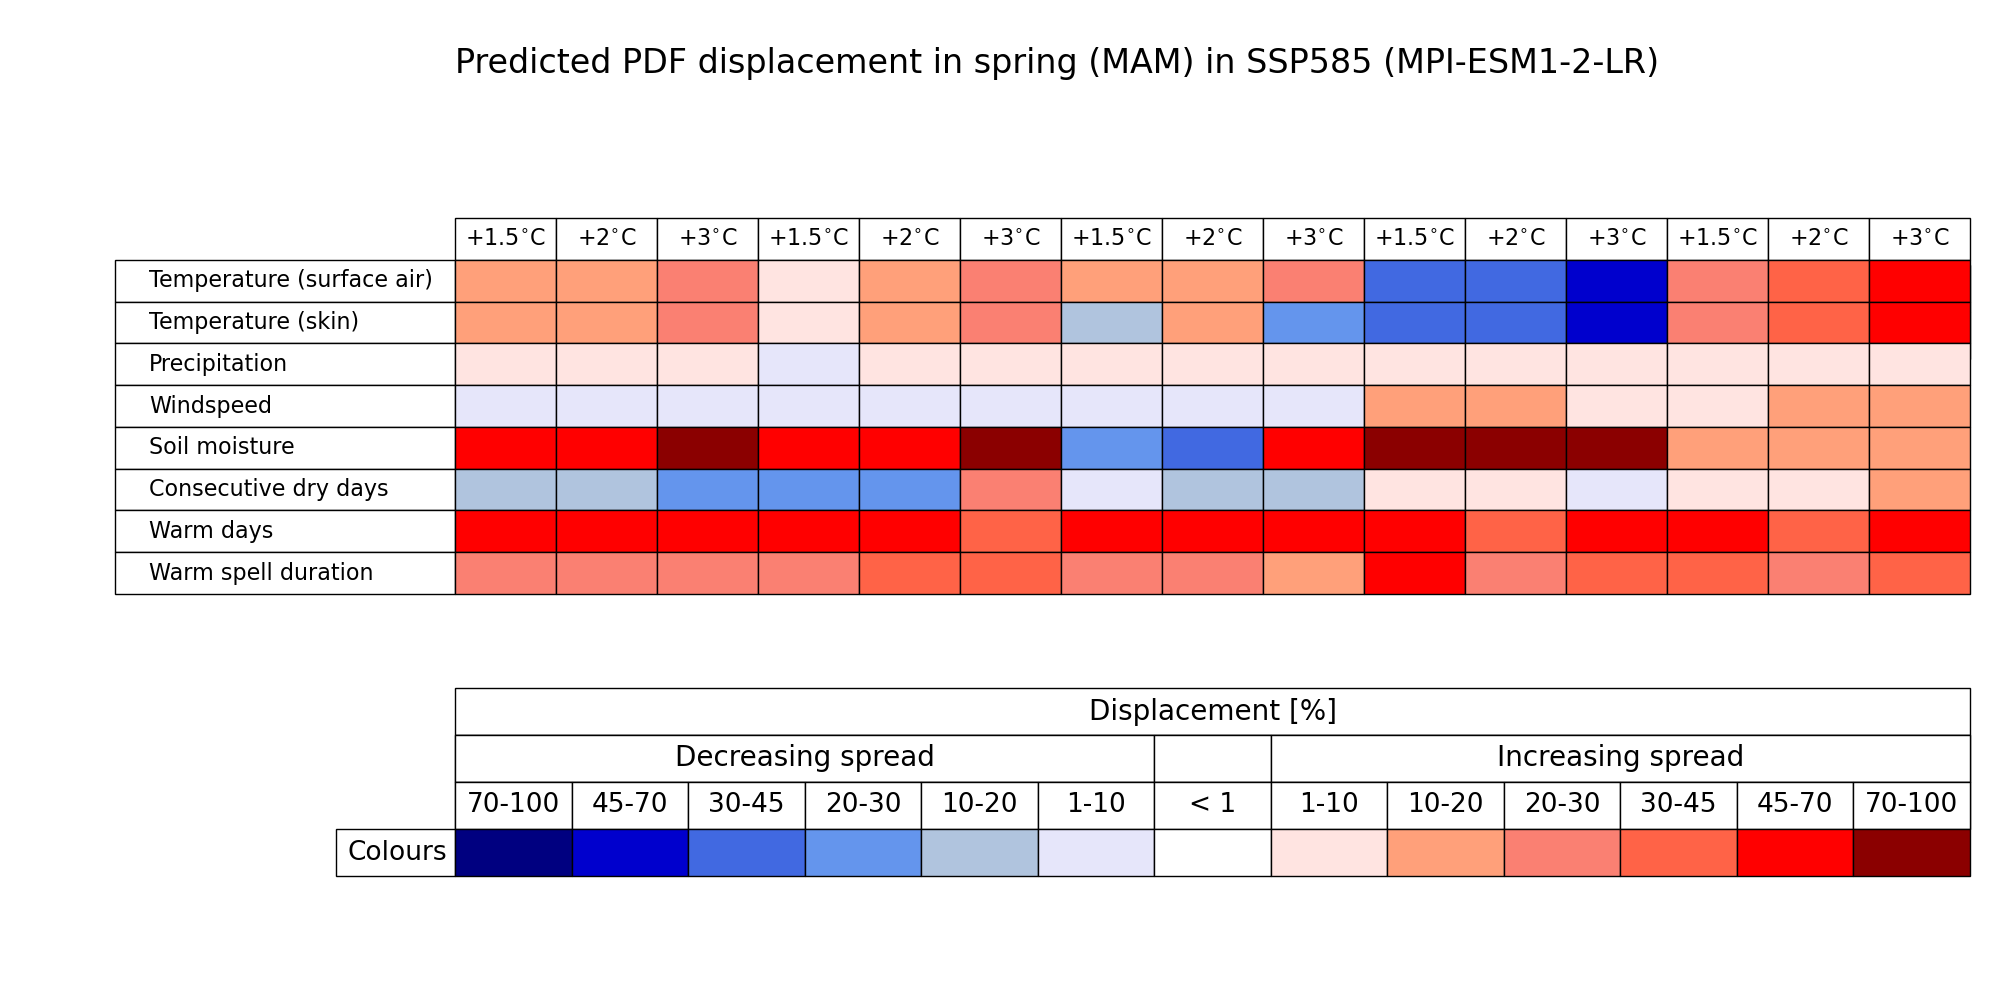 Predicted PDF displacement in spring (MAM) in SSP585 (MPI-ESM1-2-LR)
+1.5°C +2°C +3°C +1.5°C +2°C +3°C +1.5°C +2°C +3°C +1.5°C +2°C +3°C +1.5°C +2°C +3°C
Temperature (surface air)
Temperature (skin)
Precipitation
Windspeed
Soil moisture
Consecutive dry days
Warm days
Warm spell duration
Displacement [%]
Decreasing spread Increasing spread
70-100 45-70 30-45 20-30 10-20 1-10 < 1 1-10 10-20 20-30 30-45 45-70 70-100
Colours